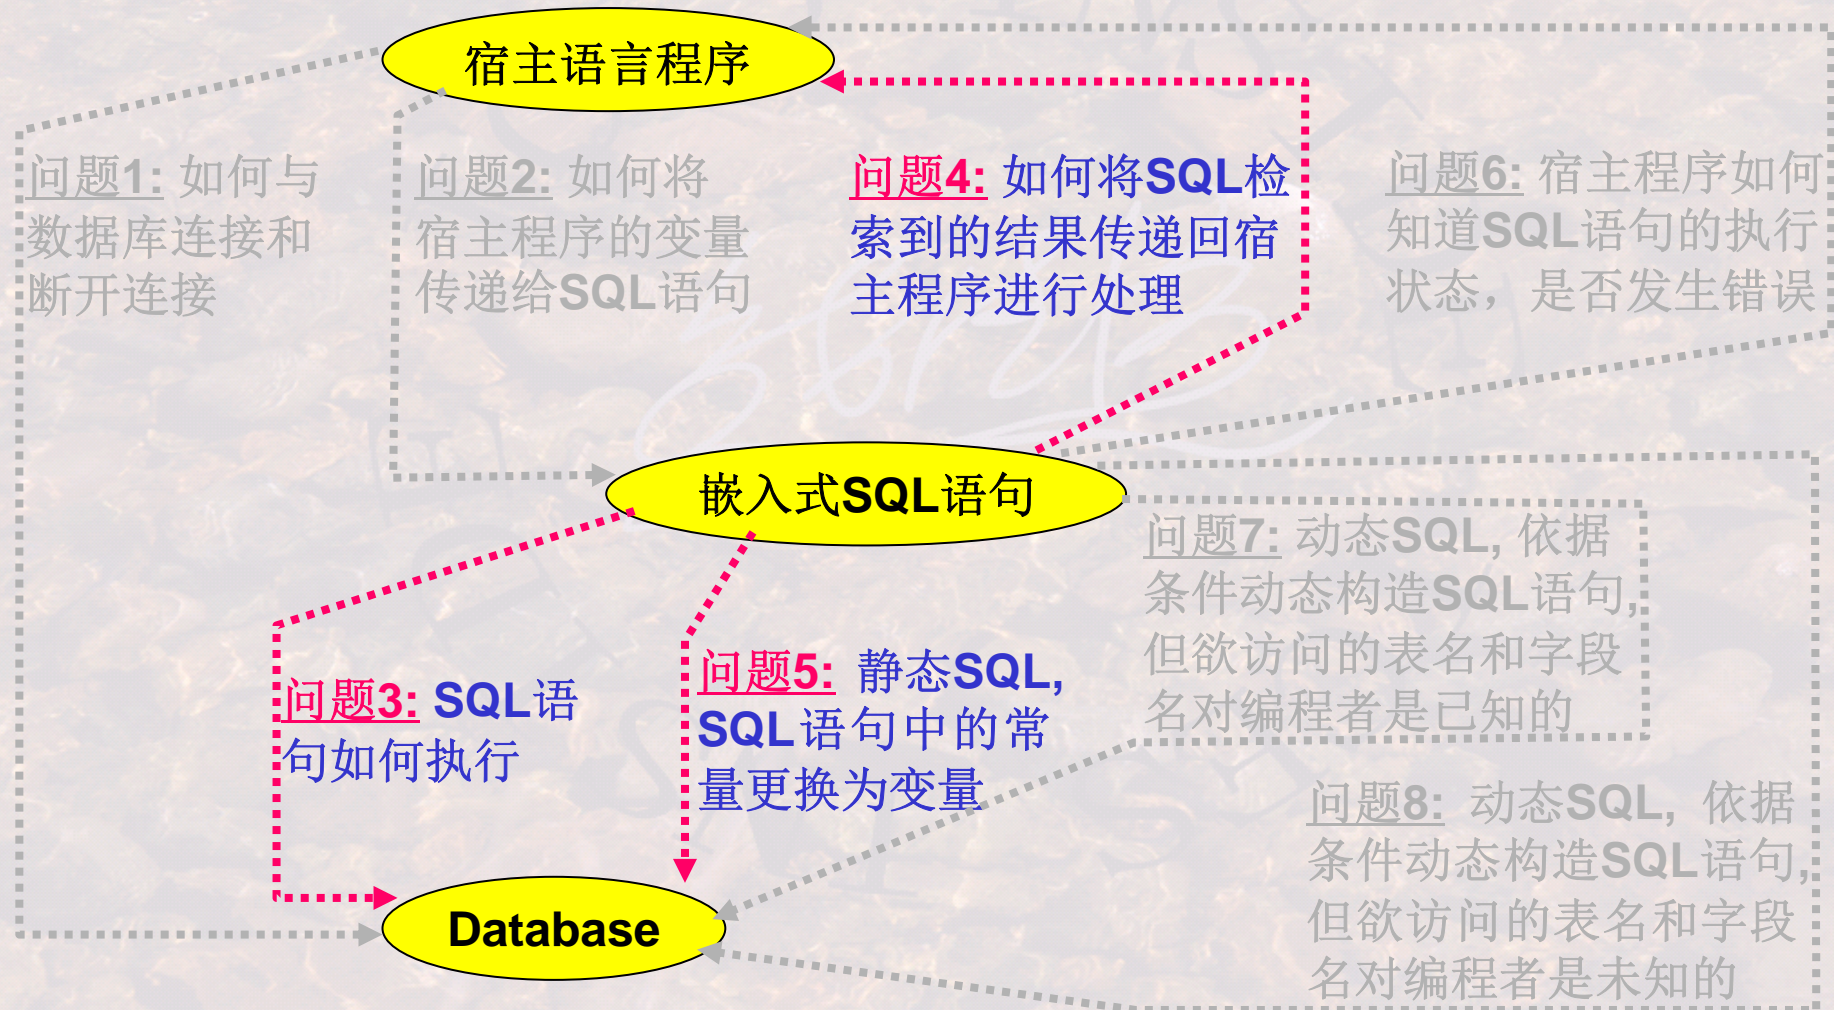 宿主语言程序
问题1: 如何与
数据库连接和
断开连接
问题2: 如何将
宿主程序的变量
传递给SQL语句
问题4: 如何将SQL检
索到的结果传递回宿
主程序进行处理
问题6: 宿主程序如何
知道SQL语句的执行
状态，是否发生错误
嵌入式SQL语句
问题7: 动态SQL, 依据
条件动态构造SQL语句,
但欲访问的表名和字段
名对编程者是已知的
问题3: SQL语
句如何执行
问题5: 静态SQL,
SQL语句中的常
量更换为变量
问题8: 动态SQL, 依据
条件动态构造SQL语句,
但欲访问的表名和字段
名对编程者是未知的
Database